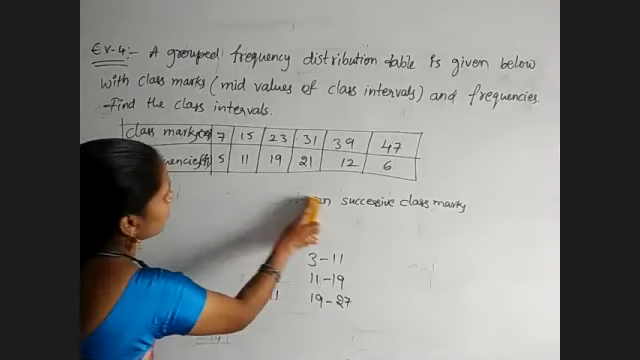 Ex-4:- A grouped frequency distribution table is given below
with class marks (mid values of class intervals) and frequencies
Find the class intervals.
class marks 7 15 23 31 39 47
5 11 19 21 12 6
successive class marks
3-11
11-19
19-27